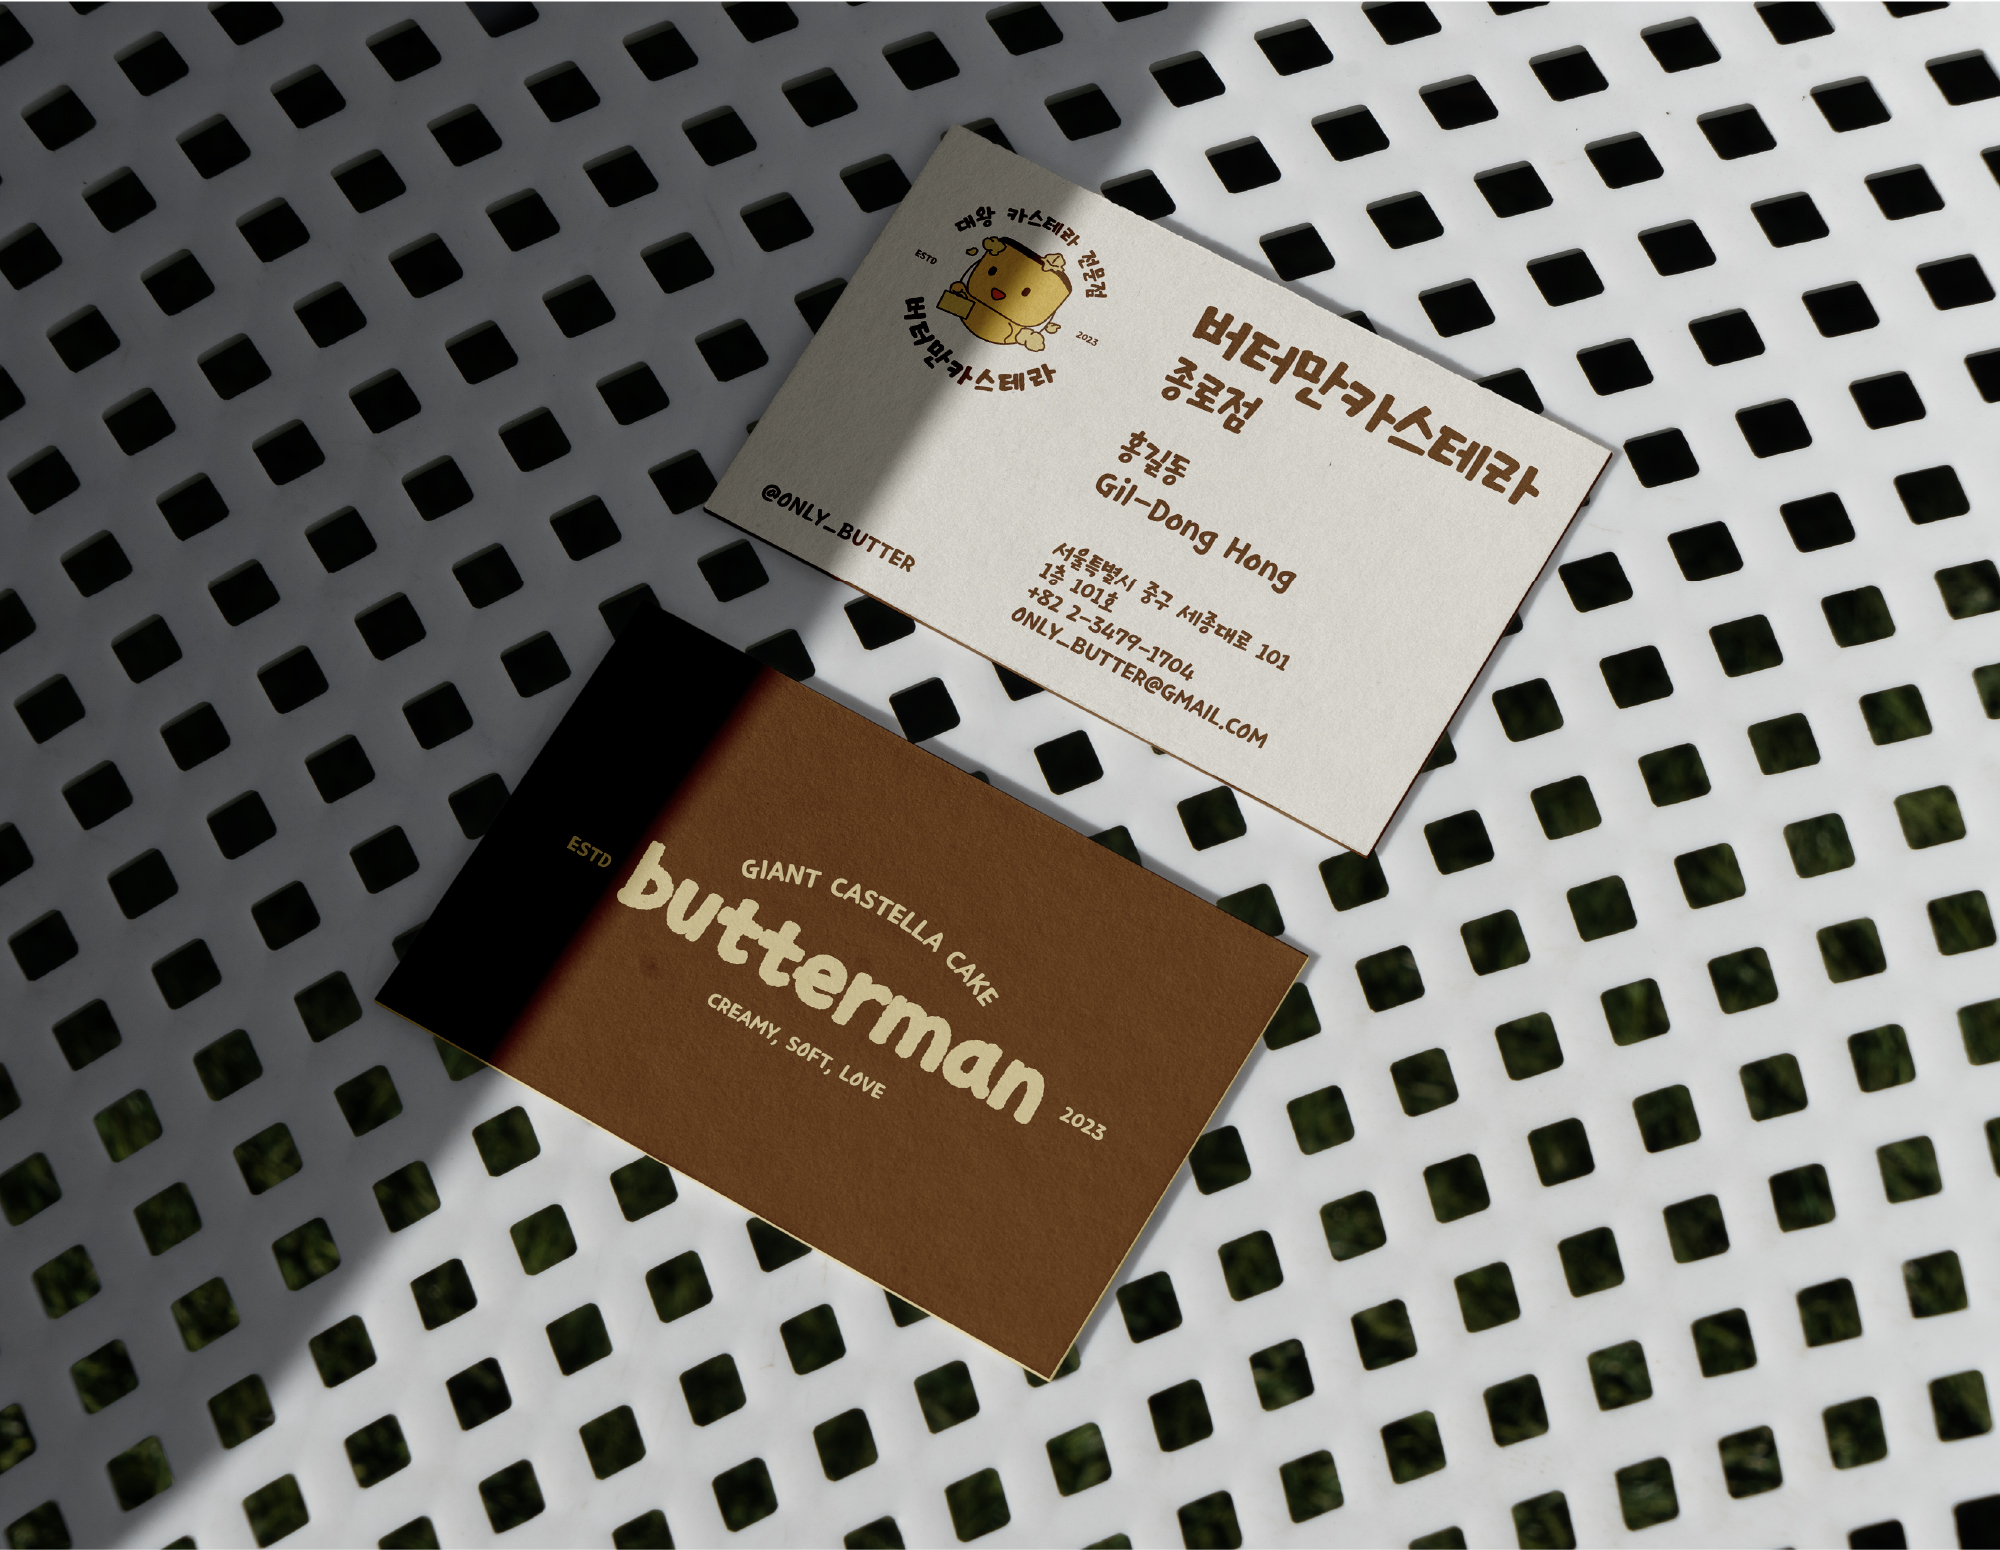 대왕 카스테라 전문점
ESTD
2023
버터만카스테라
@ONLY_BUTTER
버터만카스테라
종로점
홍길동
Gil-Dong Hong
서울특별시 중구 세종대로 101
1층 101호
+82 2-3479-1704
ONLY_BUTTER@GMAIL.COM
GIANT CASTELLA CAKE
ESTD
butterman
2023
CREAMY, SOFT, LOVE